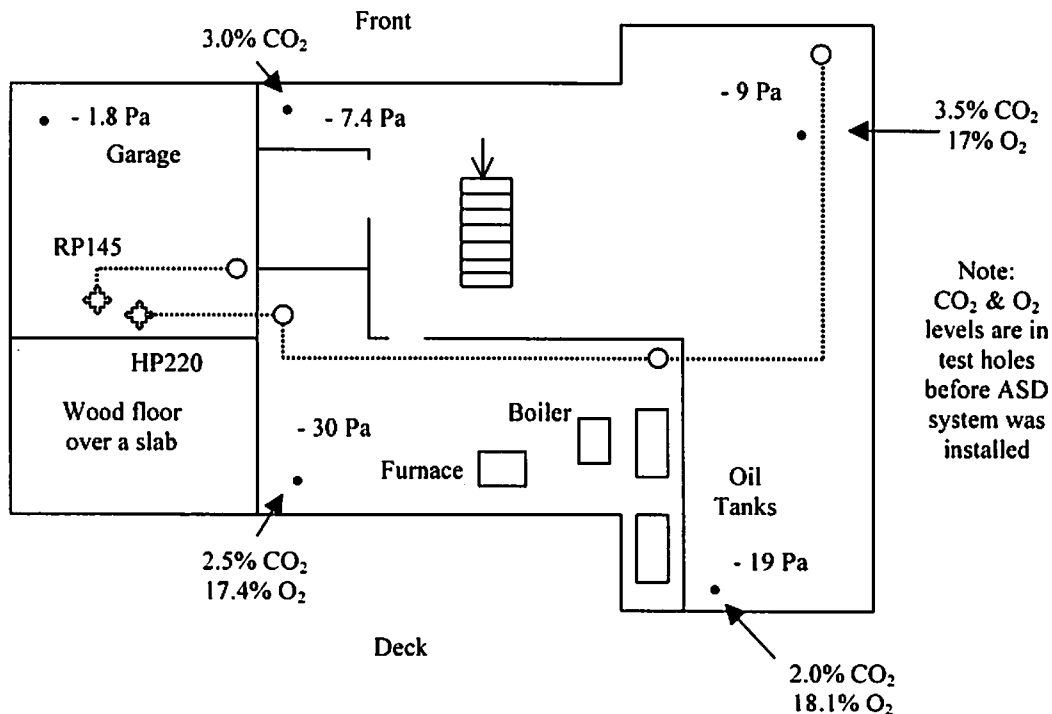 Front
3.0% CO₂
- 1.8 Pa
Garage
- 7.4 Pa
- 9 Pa
3.5% CO₂
17% O₂
RP145
HP220
Wood floor
over a slab
- 30 Pa
Furnace
Boiler
Oil
Tanks
- 19 Pa
Note:
CO₂ & O₂
levels are in
test holes
before ASD
system was
installed
2.5% CO₂
17.4% O₂
Deck
2.0% CO₂
18.1% O₂